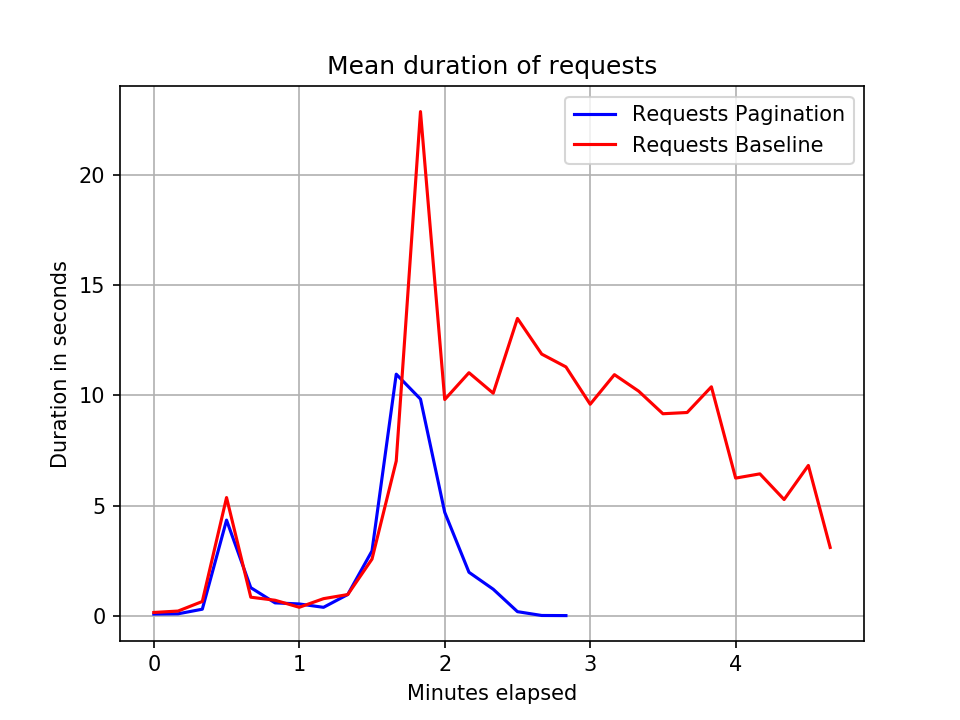 Mean duration of requests
Requests Pagination
Requests Baseline
Duration in seconds
20
15
10
5
0
0 1 2 3 4
Minutes elapsed